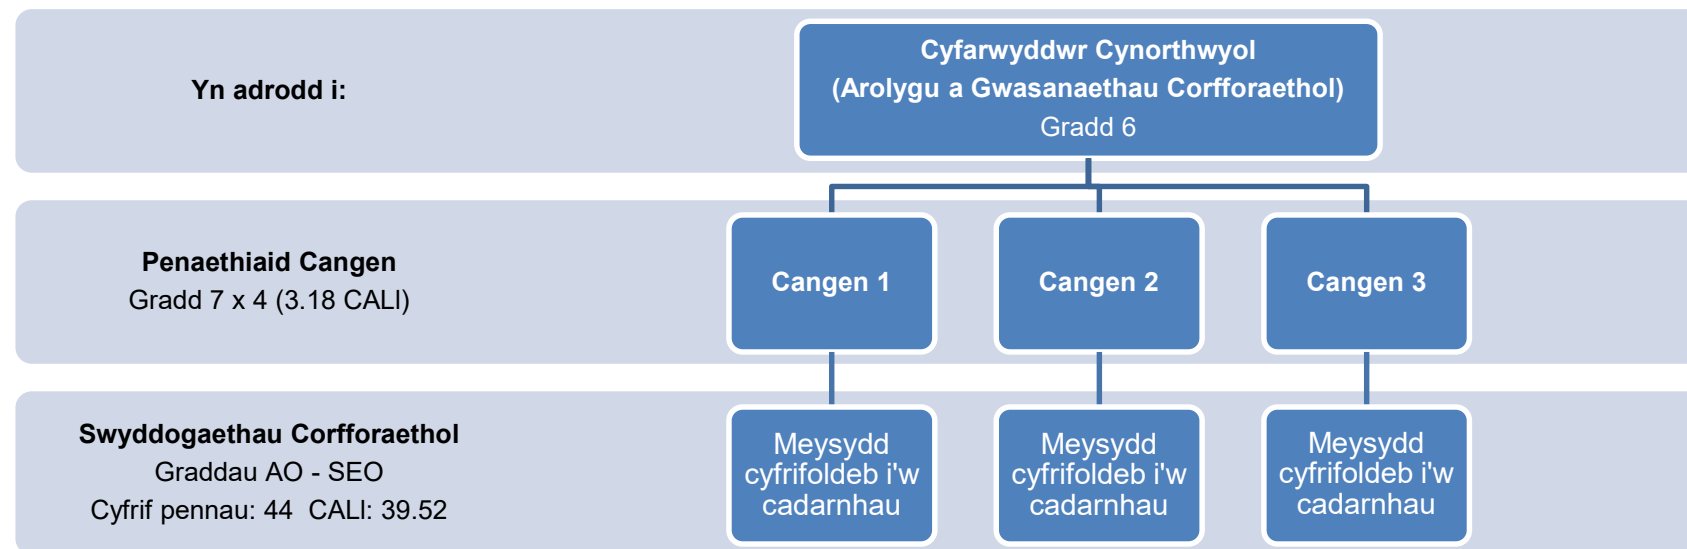 Yn adrodd i:
Cyfarwyddwr Cynorthwyol
(Arolygu a Gwasanaethau Corfforaethol)
Gradd 6
Penaethiaid Cangen
Gradd 7 x 4 (3.18 CALl)
Cangen 1
Cangen 2
Cangen 3
Swyddogaethau Corfforaethol
Graddau AO - SEO
Cyfrif pennau: 44 CALl: 39.52
Meysydd
cyfrifoldeb i'w
cadarnhau
Meysydd
cyfrifoldeb i'w
cadarnhau
Meysydd
cyfrifoldeb i'w
cadarnhau